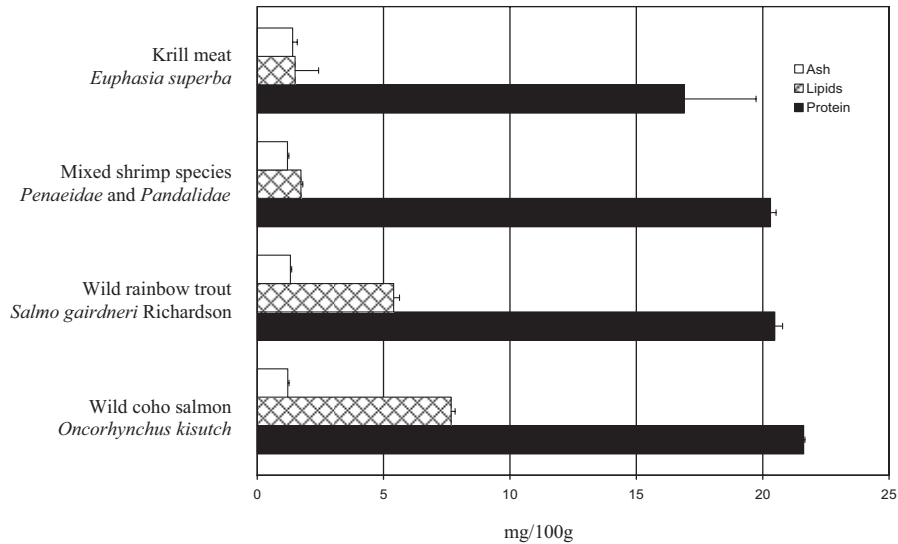 Krill meat
Euphasia superba
Mixed shrimp species
Penaeidae and Pandalidae
Wild rainbow trout
Salmo gairdneri Richardson
Wild coho salmon
Oncorhynchus kisutch
Ash
Lipids
Protein
0 5 10 15 20 25
mg/100g